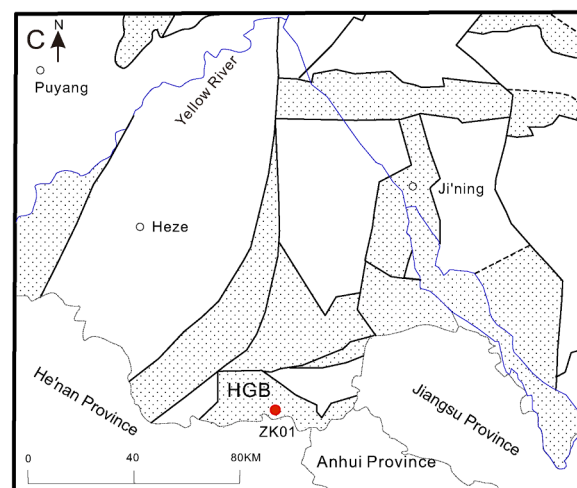 C
N
Puyang
Yellow River
Ji'ning
Heze
HGB
He'nan Province
Jiangsu Province
ZK01
Anhui Province
0 40 80KM